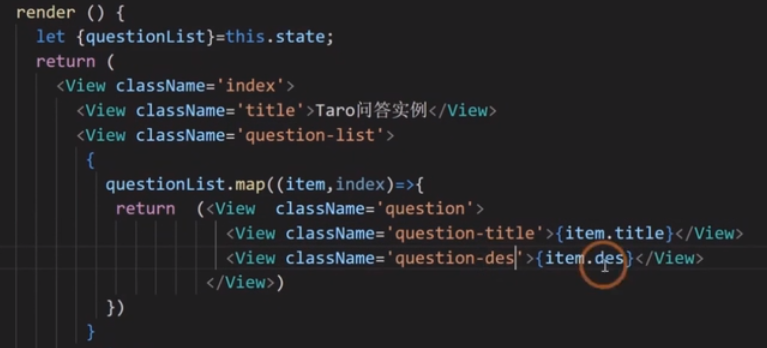 render () {
let {questionList}=this.state;
return (
<View className='index'>
<View className='title'>Taro问答实例</View>
<View className='question-list'>
{
questionList.map((item,index)=>{
return  (<View  className='question'>
<View className='question-title'>{item.title}</View>
<View className='question-des'>{item.des}</View>
</View>)
})
}